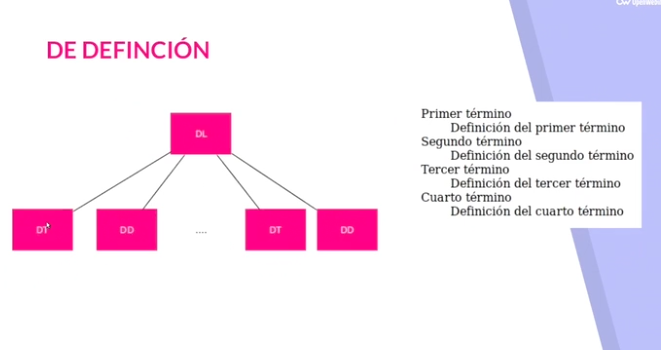 DE DEFINCIÓN
DL
DT
DD
....
DT
DD
Primer término
Definición del primer término
Segundo término
Definición del segundo término
Tercer término
Definición del tercer término
Cuarto término
Definición del cuarto término